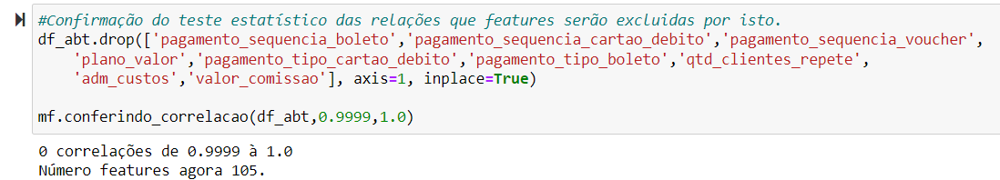 #Confirmação do teste estatístico das relações que features serão excluidas por isto.
df_abt.drop(['pagamento_sequencia_boleto','pagamento_sequencia_cartao_debito','pagamento_sequencia_voucher',
'plano_valor','pagamento_tipo_cartao_debito','pagamento_tipo_boleto','qtd_clientes_repete',
'adm_custos','valor_comissao'], axis=1, inplace=True)
mf.conferindo_correlacao(df_abt,0.9999,1.0)
0 correlações de 0.9999 à 1.0
Número features agora 105.